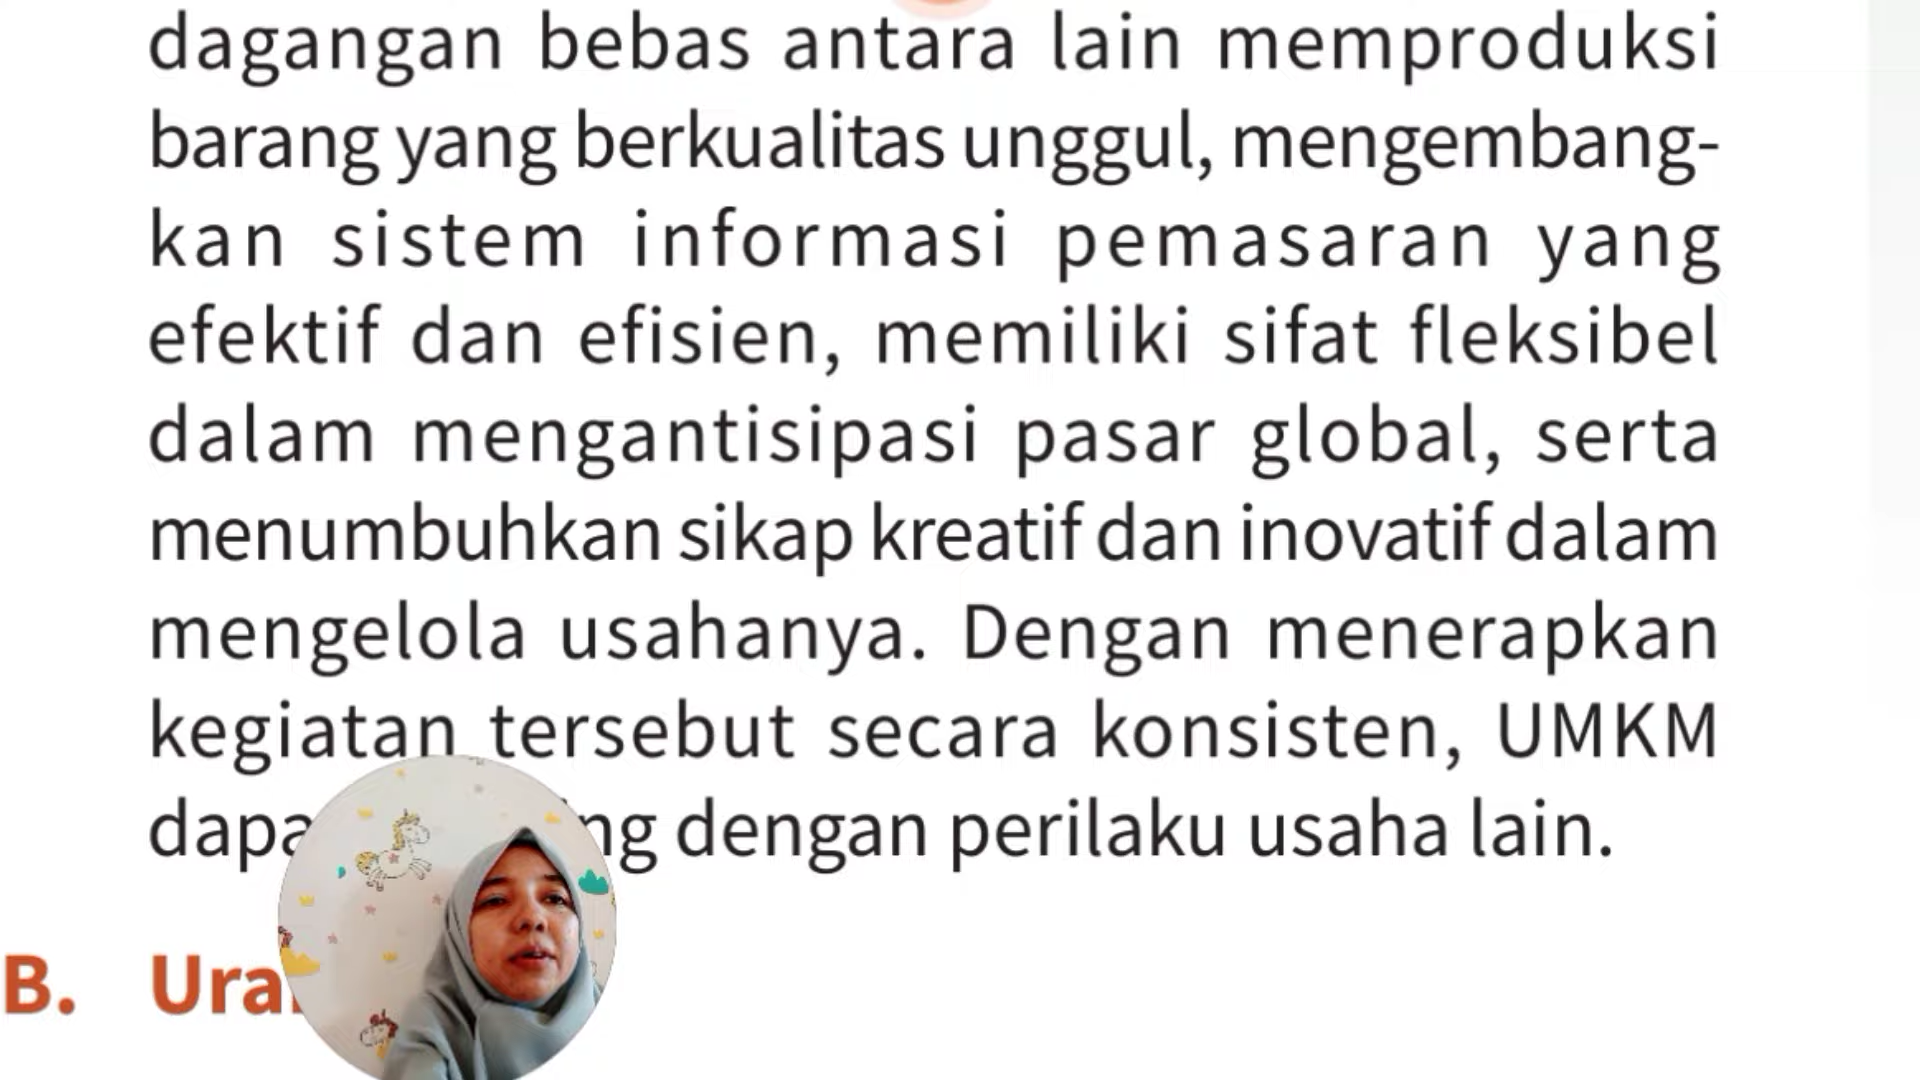 dagangan bebas antara lain memproduksi
barang yang berkualitas unggul, mengembang-
kan sistem informasi pemasaran yang
efektif dan efisien, memiliki sifat fleksibel
dalam mengantisipasi pasar global, serta
menumbuhkan sikap kreatif dan inovatif dalam
mengelola usahanya. Dengan menerapkan
kegiatan tersebut secara konsisten, UMKM
dengan perilaku usaha lain.
B.